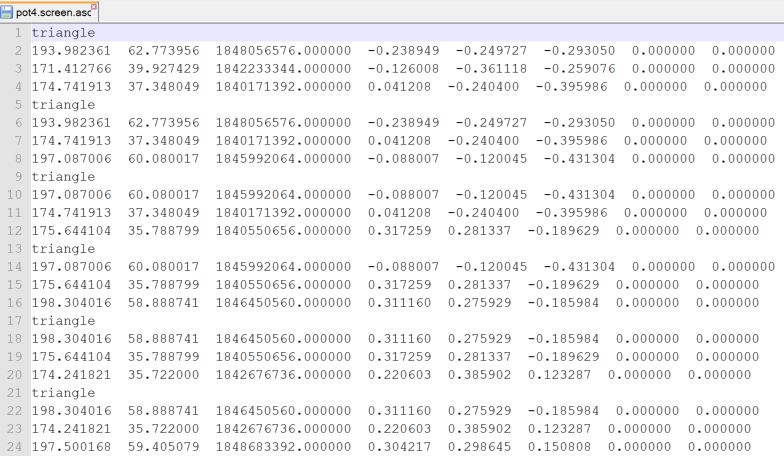 pot4.screen.asc
1 triangle
2 193.982361 62.773956 1848056576.000000 -0.238949 -0.249727 -0.293050 0.000000 0.000000
3 171.412766 39.927429 1842233344.000000 -0.126008 -0.361118 -0.259076 0.000000 0.000000
4 174.741913 37.348049 1840171392.000000 0.041208 -0.240400 -0.395986 0.000000 0.000000
5 triangle
6 193.982361 62.773956 1848056576.000000 -0.238949 -0.249727 -0.293050 0.000000 0.000000
7 174.741913 37.348049 1840171392.000000 0.041208 -0.240400 -0.395986 0.000000 0.000000
8 197.087006 60.080017 1845992064.000000 -0.088007 -0.120045 -0.431304 0.000000 0.000000
9 triangle
10 197.087006 60.080017 1845992064.000000 -0.088007 -0.120045 -0.431304 0.000000 0.000000
11 174.741913 37.348049 1840171392.000000 0.041208 -0.240400 -0.395986 0.000000 0.000000
12 175.644104 35.788799 1840550656.000000 0.317259 0.281337 -0.189629 0.000000 0.000000
13 triangle
14 197.087006 60.080017 1845992064.000000 -0.088007 -0.120045 -0.431304 0.000000 0.000000
15 175.644104 35.788799 1840550656.000000 0.317259 0.281337 -0.189629 0.000000 0.000000
16 198.304016 58.888741 1846450560.000000 0.311160 0.275929 -0.185984 0.000000 0.000000
17 triangle
18 198.304016 58.888741 1846450560.000000 0.311160 0.275929 -0.185984 0.000000 0.000000
19 175.644104 35.788799 1840550656.000000 0.317259 0.281337 -0.189629 0.000000 0.000000
20 174.241821 35.722000 1842676736.000000 0.220603 0.385902 0.123287 0.000000 0.000000
21 triangle
22 198.304016 58.888741 1846450560.000000 0.311160 0.275929 -0.185984 0.000000 0.000000
23 174.241821 35.722000 1842676736.000000 0.220603 0.385902 0.123287 0.000000 0.000000
24 197.500168 59.405079 1848683392.000000 0.304217 0.298645 0.150808 0.000000 0.000000